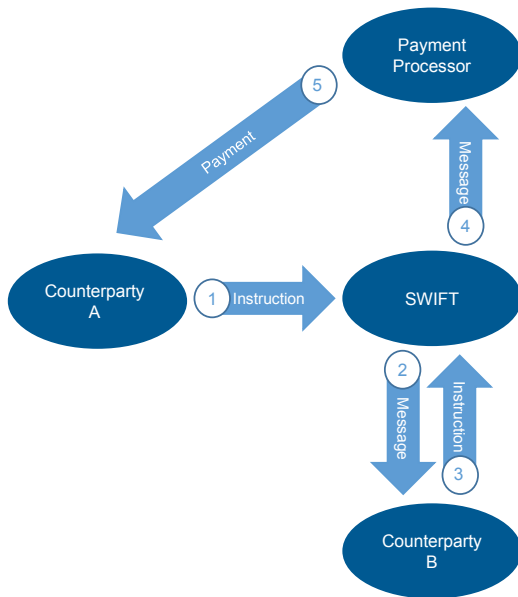 Payment
Processor
5
Payment
Message
4
Counterparty
A
1 Instruction
SWIFT
2
Message
Instruction
3
Counterparty
B